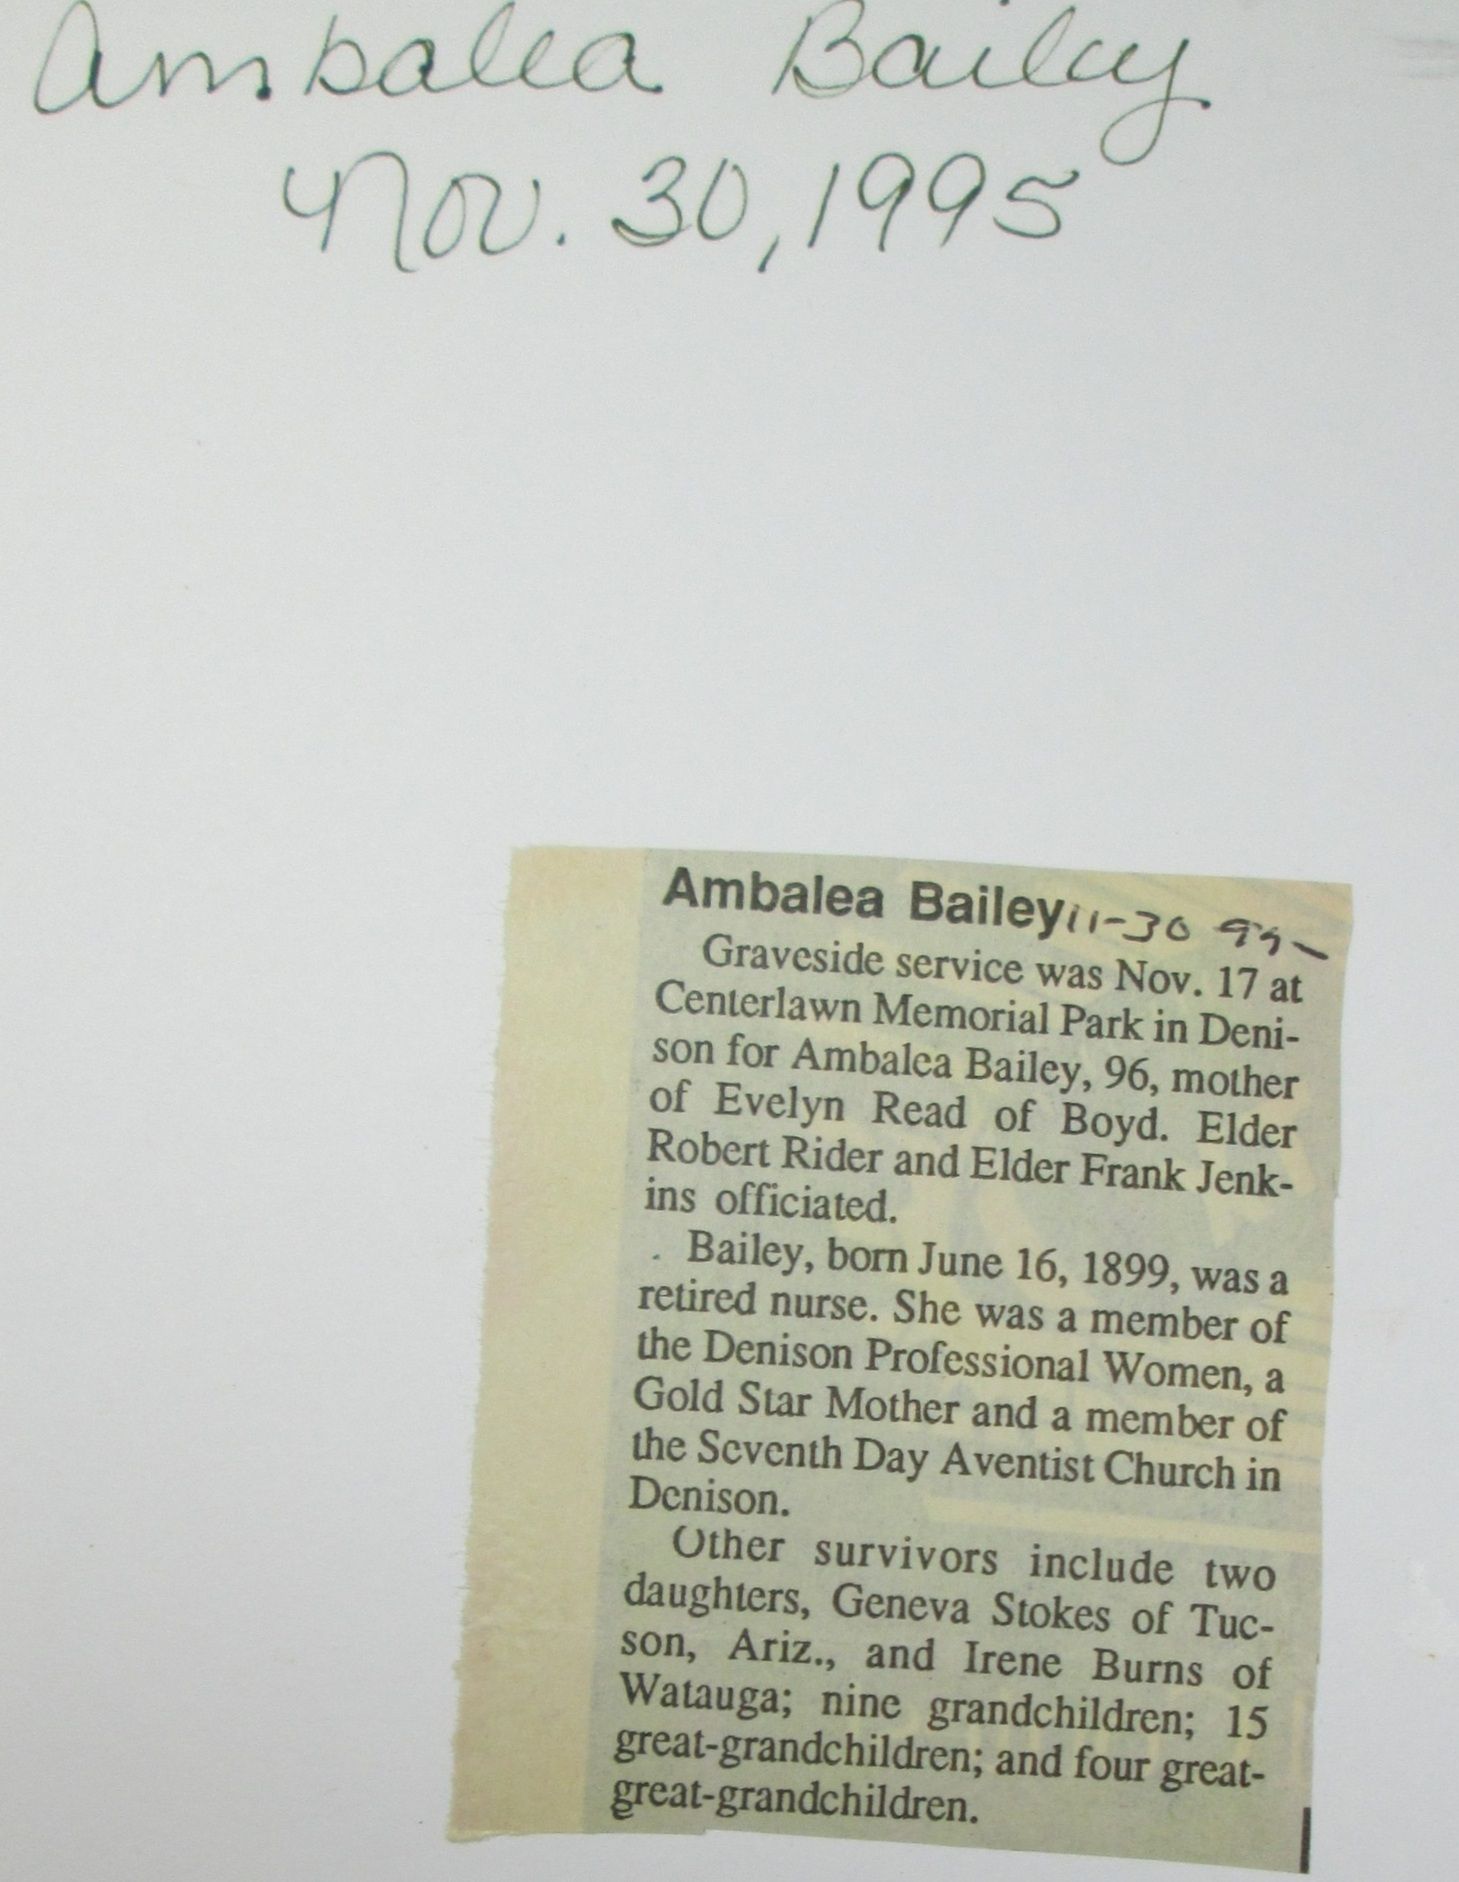 Ambalea Bailey
Nov. 30, 1995
Ambalea Bailey 11-30 95
Graveside service was Nov. 17 at
Centerlawn Memorial Park in Deni-
son for Ambalea Bailey, 96, mother
of Evelyn Read of Boyd. Elder
Robert Rider and Elder Frank Jenk-
ins officiated.
Bailey, born June 16, 1899, was a
retired nurse. She was a member of
the Denison Professional Women, a
Gold Star Mother and a member of
the Seventh Day Aventist Church in
Denison.
Other survivors include two
daughters, Geneva Stokes of Tuc-
son, Ariz., and Irene Burns of
Watauga; nine grandchildren; 15
great-grandchildren; and four great-
great-grandchildren.